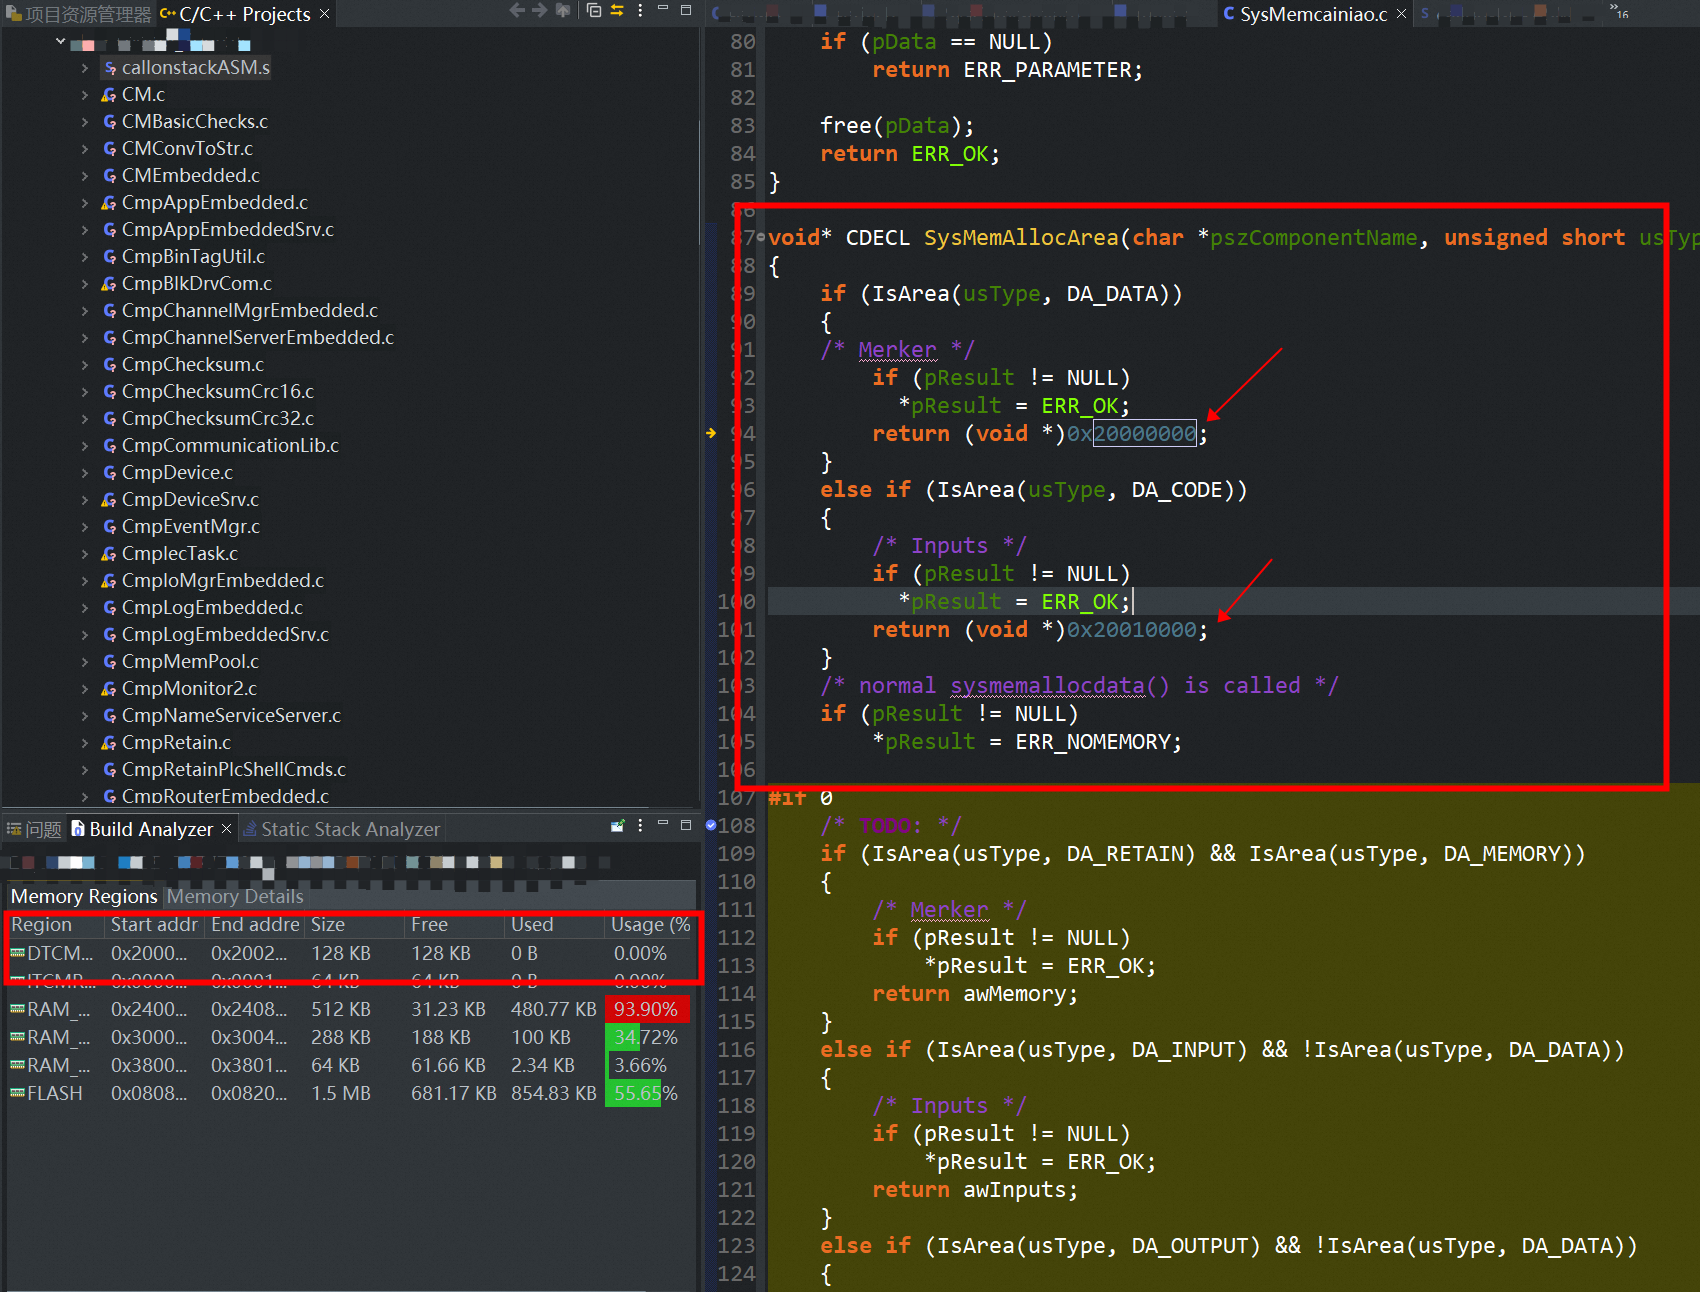 项目资源管理器 C/C++ Projects
callonstackASM.s
CM.c
CMBasicChecks.c
CMConvToStr.c
CMEmbedded.c
CmpAppEmbedded.c
CmpAppEmbeddedSrv.c
CmpBinTagUtil.c
CmpBlkDrvCom.c
CmpChannelMgrEmbedded.c
CmpChannelServerEmbedded.c
CmpChecksum.c
CmpChecksumCrc16.c
CmpChecksumCrc32.c
CmpCommunicationLib.c
CmpDevice.c
CmpDeviceSrv.c
CmpEventMgr.c
CmpIecTask.c
CmpIoMgrEmbedded.c
CmpLogEmbedded.c
CmpLogEmbeddedSrv.c
CmpMemPool.c
CmpMonitor2.c
CmpNameServiceServer.c
CmpRetain.c
CmpRetainPlcShellCmds.c
CmpRouterEmbedded.c
问题 Build Analyzer Static Stack Analyzer
Memory Regions Memory Details
Region Start addr End addre Size Free Used Usage (%
DTCM... 0x2000... 0x2002... 128 KB 128 KB 0 B 0.00%
ITCMR... 0x0000... 0x0001... 64 KB 64 KB 0 B 0.00%
RAM_... 0x2400... 0x2408... 512 KB 31.23 KB 480.77 KB 93.90%
RAM_... 0x3000... 0x3004... 288 KB 188 KB 100 KB 34.72%
RAM_... 0x3800... 0x3801... 64 KB 61.66 KB 2.34 KB 3.66%
FLASH 0x0808... 0x0820... 1.5 MB 681.17 KB 854.83 KB 55.65%
SysMemcainiao.c
16
80 if (pData == NULL)
81 return ERR_PARAMETER;
82
83 free(pData);
84 return ERR_OK;
85 }
86
87 void* CDECL SysMemAllocArea(char *pszComponentName, unsigned short usTyp
88 {
89 if (IsArea(usType, DA_DATA))
90 {
91 /* Merker */
92 if (pResult != NULL)
93 *pResult = ERR_OK;
94 return (void *)0x20000000;
95 }
96 else if (IsArea(usType, DA_CODE))
97 {
98 /* Inputs */
99 if (pResult != NULL)
100 *pResult = ERR_OK;
101 return (void *)0x20010000;
102 }
103 /* normal sysmemallocdata() is called */
104 if (pResult != NULL)
105 *pResult = ERR_NOMEMORY;
106
107 #if 0
108 /* TODO: */
109 if (IsArea(usType, DA_RETAIN) && IsArea(usType, DA_MEMORY))
110 {
111 /* Merker */
112 if (pResult != NULL)
113 *pResult = ERR_OK;
114 return awMemory;
115 }
116 else if (IsArea(usType, DA_INPUT) && !IsArea(usType, DA_DATA))
117 {
118 /* Inputs */
119 if (pResult != NULL)
120 *pResult = ERR_OK;
121 return awInputs;
122 }
123 else if (IsArea(usType, DA_OUTPUT) && !IsArea(usType, DA_DATA))
124 {